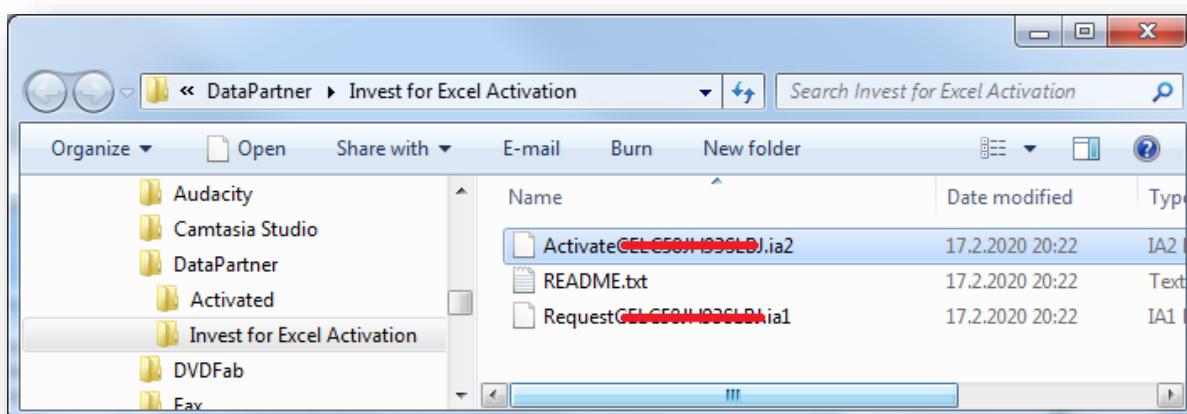 « DataPartner Invest for Excel Activation
Search Invest for Excel Activation
Organize Open Share with E-mail Burn New folder
Audacity
Camtasia Studio
DataPartner
Activated
Invest for Excel Activation
DVDFab
Fax
Name Date modified
Activate .ia2 17.2.2020 20:22 IA2
README.txt 17.2.2020 20:22 Text
Request .ia1 17.2.2020 20:22 IA1